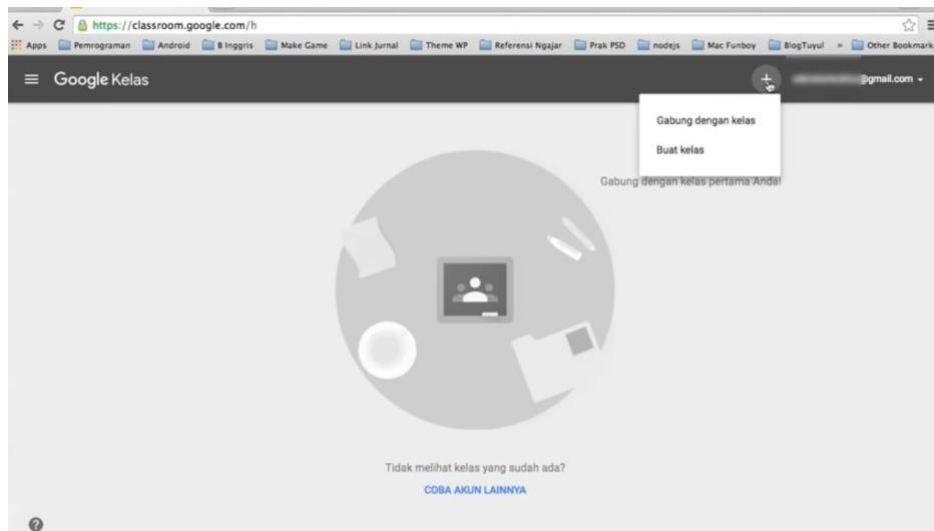 https://classroom.google.com/h
Apps Pemrograman Android B Inggris Make Game Link Jurnal Theme WP Referensi Ngajar Prak PSD nodejs Mac Funboy BlogTuyul » Other Bookmark
Google Kelas @gmail.com
Gabung dengan kelas
Buat kelas
Gabung dengan kelas pertama Anda!
Tidak melihat kelas yang sudah ada?
COBA AKUN LAINNYA